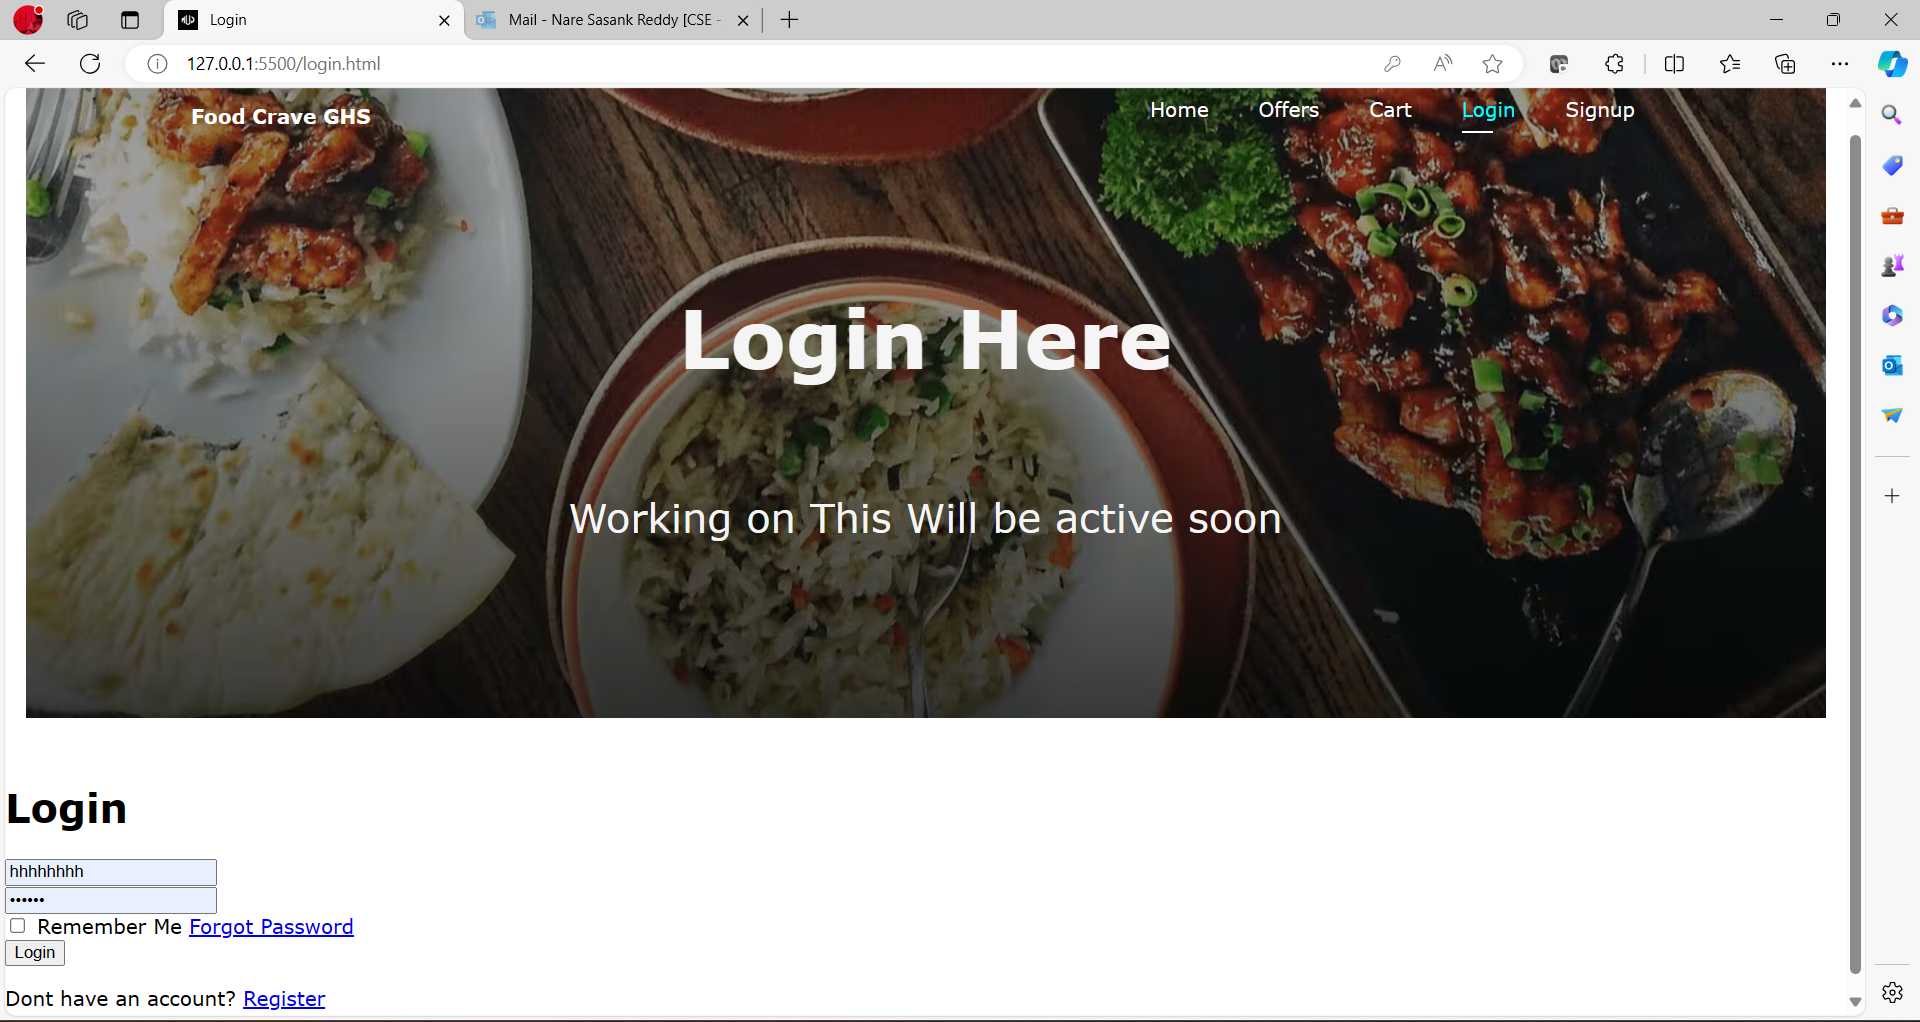 Login
Mail - Nare Sasank Reddy [CSE -
127.0.0.1:5500/login.html
Food Crave GHS
Home Offers Cart Login Signup
Login Here
Working on This Will be active soon
Login
hhhhhhhh
••••••
Remember Me Forgot Password
Login
Dont have an account? Register